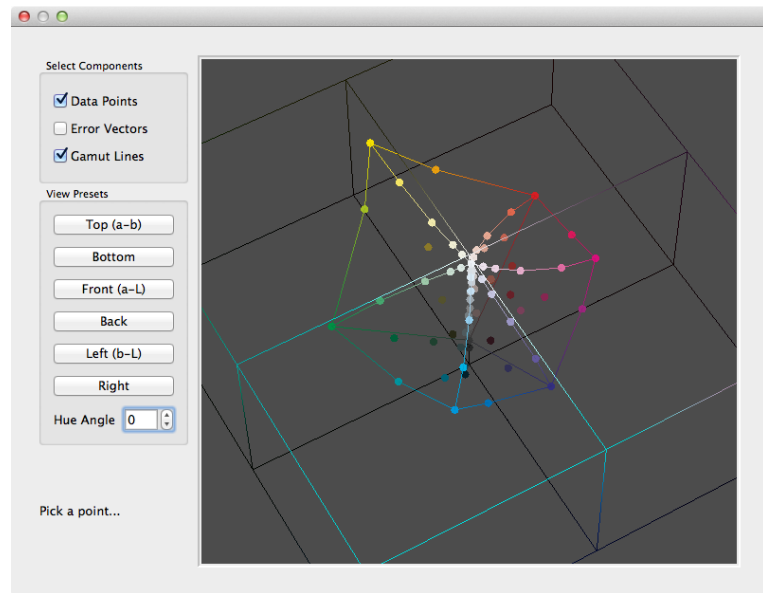 Select Components
Data Points
Error Vectors
Gamut Lines
View Presets
Top (a-b)
Bottom
Front (a-L)
Back
Left (b-L)
Right
Hue Angle 0
Pick a point...